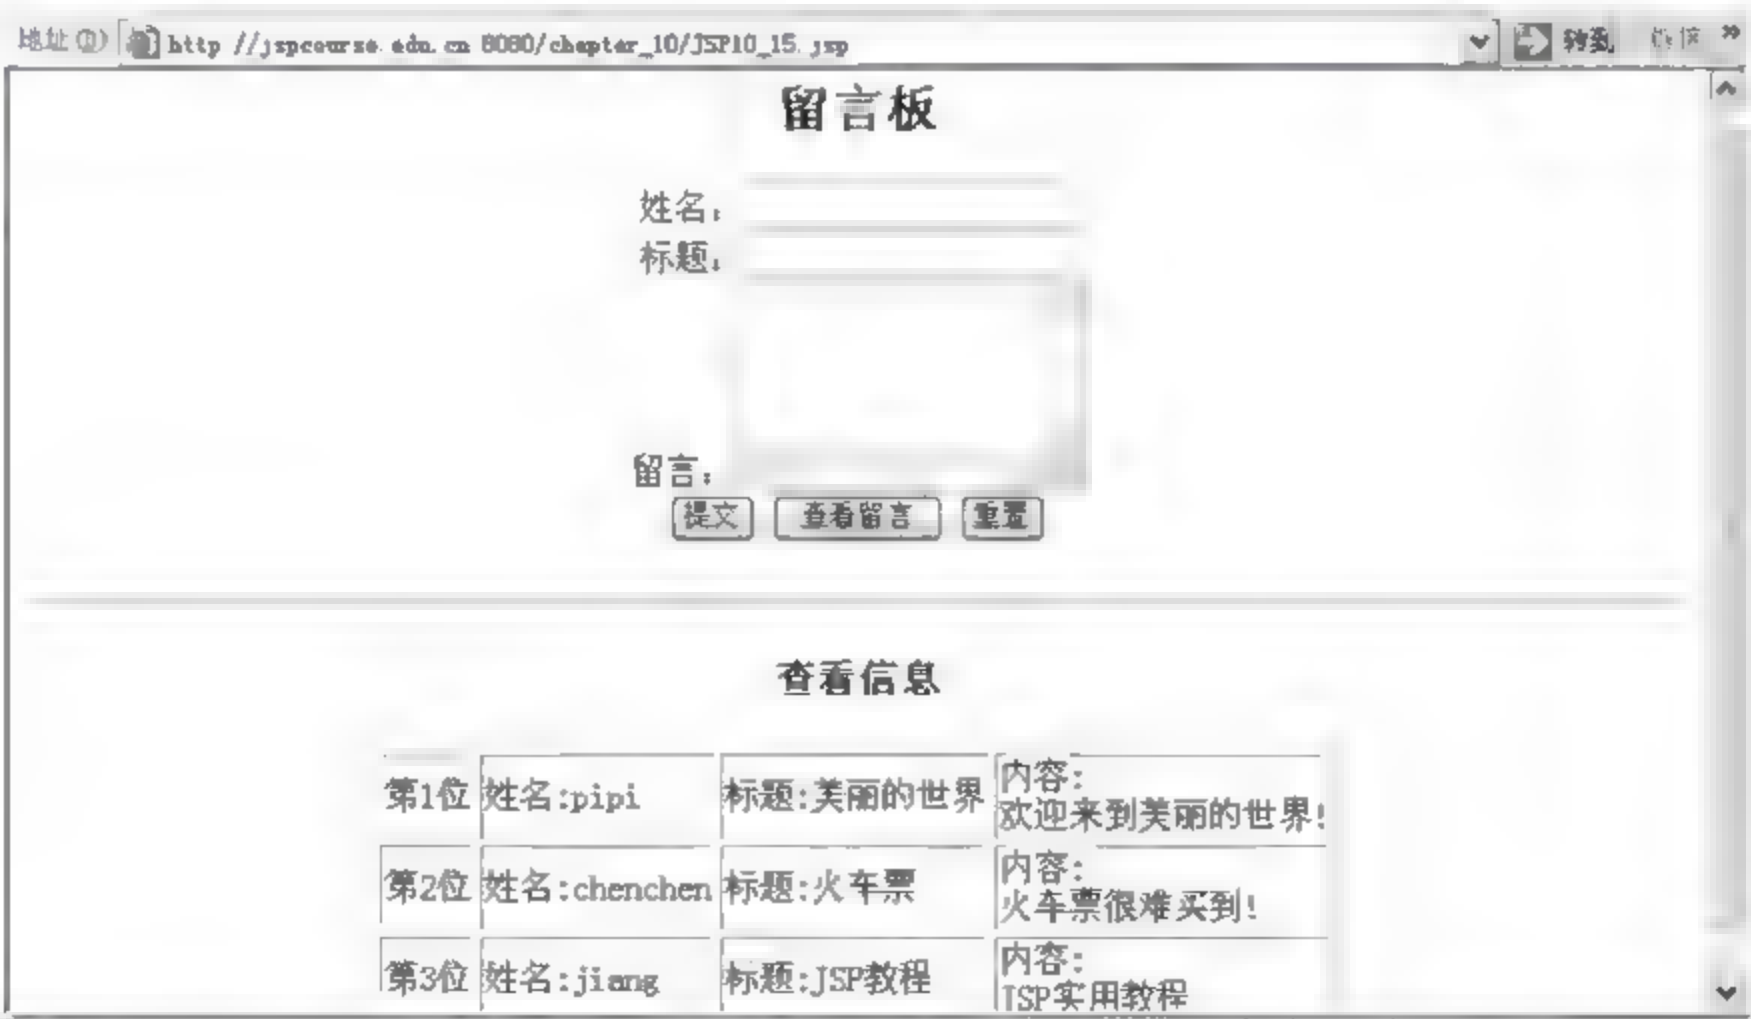 地址(D) http //jspcourse.edu.cn 8080/chapter_10/JSP10_15.jsp 转到
留言板
姓名:
标题:
留言:
提交 查看留言 重置
查看信息
第1位 姓名:pipi 标题:美丽的世界 内容:
欢迎来到美丽的世界!
第2位 姓名:chenchen 标题:火车票 内容:
火车票很难买到!
第3位 姓名:jiang 标题:JSP教程 内容:
JSP实用教程